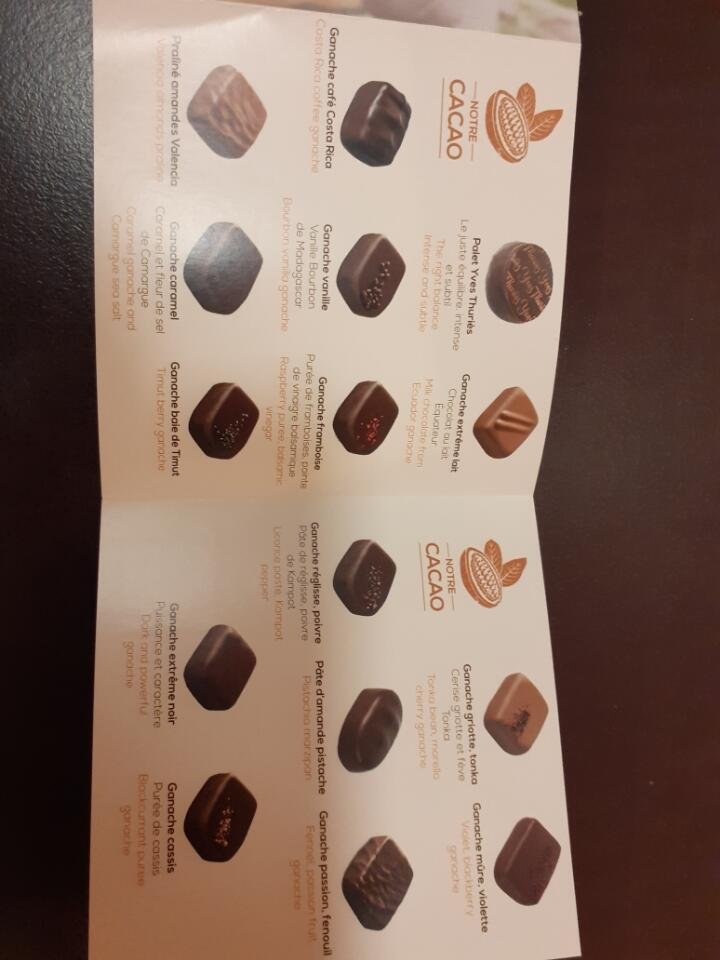 NOTRE
CACAO
Palet Yves Thuriès
Le juste équilibre, intense
et subtil
The right balance
Intense and subtle
Ganache extrême lait
Chocolat au lait
Équateur
Milk chocolate from
Ecuador ganache
Ganache café Costa Rica
Costa Rica coffee ganache
Ganache vanille
Vanille Bourbon
de Madagascar
Bourbon vanilla ganache
Ganache framboise
Purée de framboises, pointe
de vinaigre balsamique
Raspberry puree, balsamic
vinegar
Praliné amandes Valencia
Valencia almonds praline
Ganache caramel
Caramel et fleur de sel
de Camargue
Caramel ganache and
Camargue sea salt
Ganache baie de Timut
Timut berry ganache
NOTRE
CACAO
Ganache griotte, tonka
Cerise griotte et fève
Tonka
Tonka bean, morello
cherry ganache
Ganache mûre, violette
Violet, blackberry
ganache
Ganache réglisse, poivre
Pâte de réglisse, poivre
de Kampot
Licorice paste, Kampot
pepper
Pâte d'amande pistache
Pistachio marzipan
Ganache passion, fenouil
Fennel, passion fruit
ganache
Ganache extrême noir
Puissance et caractère
Dark and powerful
ganache
Ganache cassis
Purée de cassis
Blackcurrant puree
ganache